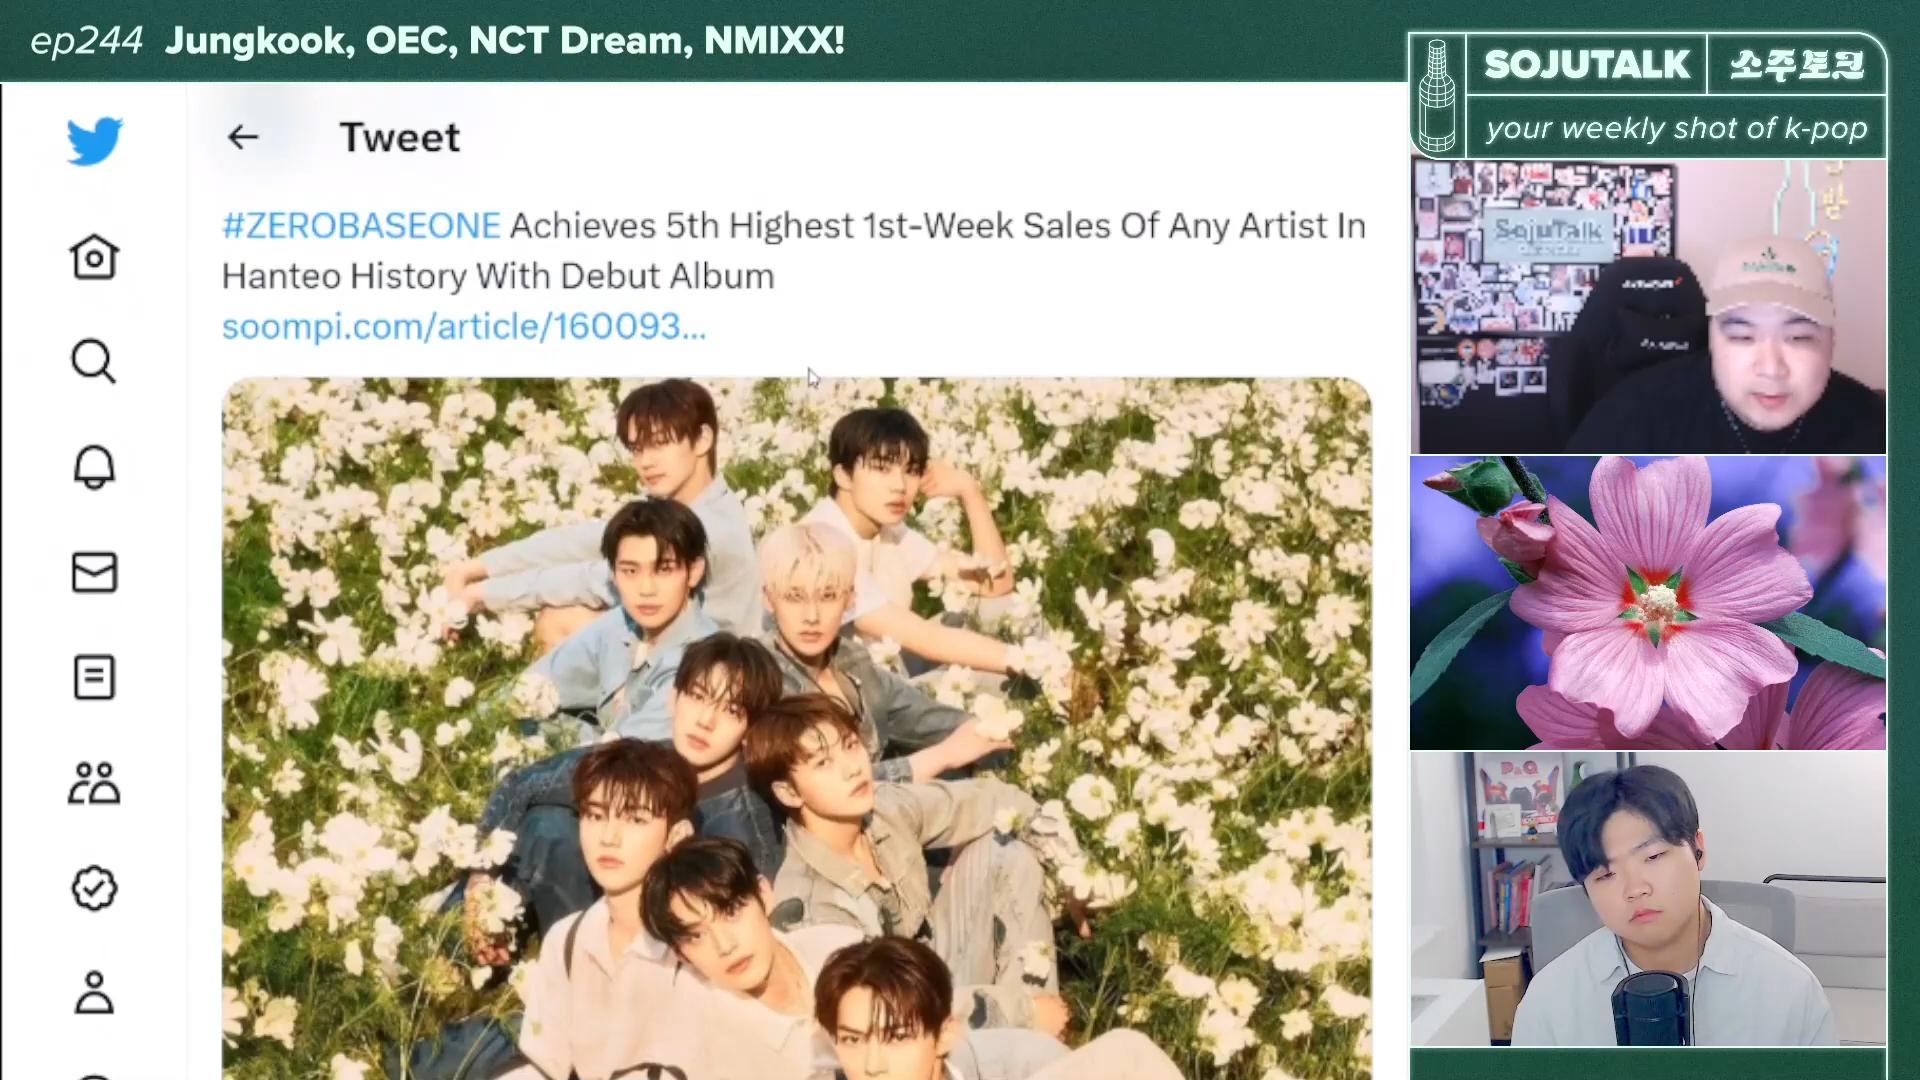 ep244 Jungkook, OEC, NCT Dream, NMIXX!
SOJUTALK 소주토크
your weekly shot of k-pop
Tweet
#ZEROBASEONE Achieves 5th Highest 1st-Week Sales Of Any Artist In
Hanteo History With Debut Album
soompi.com/article/160093...
SojuTalk
P&Q